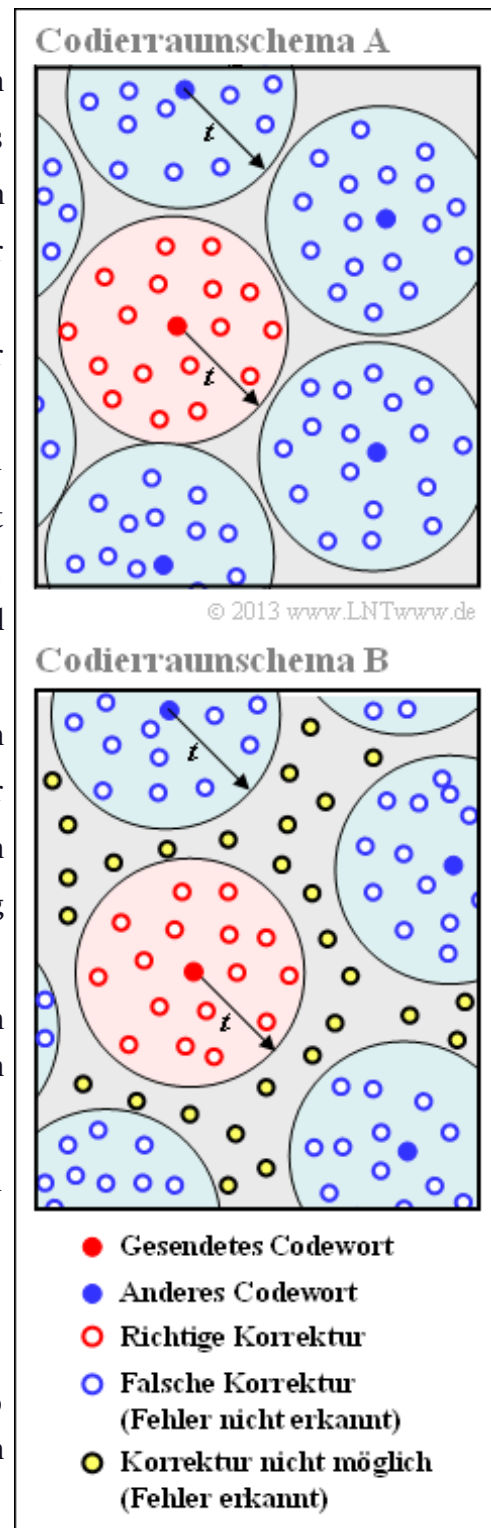 Codierraumschema A
t
t
© 2013 www.LNTwww.de
Codierraumschema B
t
t
Gesendetes Codewort
Anderes Codewort
Richtige Korrektur
Falsche Korrektur
(Fehler nicht erkannt)
Korrektur nicht möglich
(Fehler erkannt)